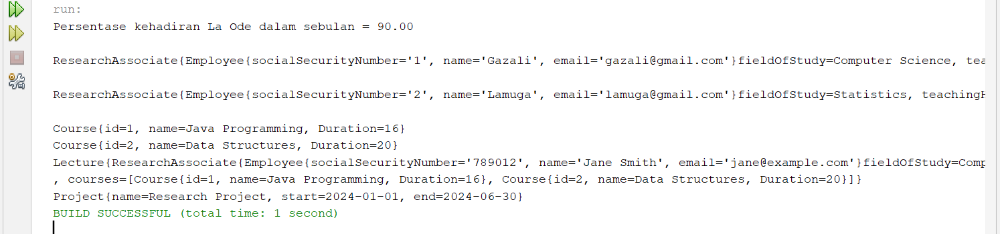 run:
Persentase kehadiran La Ode dalam sebulan = 90.00
ResearchAssociate{Employee{socialSecurityNumber='1', name='Gazali', email='gazali@gmail.com'}fieldOfStudy=Computer Science, tea
ResearchAssociate{Employee{socialSecurityNumber='2', name='Lamuga', email='lamuga@gmail.com'}fieldOfStudy=Statistics, teachingH
Course{id=1, name=Java Programming, Duration=16}
Course{id=2, name=Data Structures, Duration=20}
Lecture{ResearchAssociate{Employee{socialSecurityNumber='789012', name='Jane Smith', email='jane@example.com'}fieldOfStudy=Comp
, courses=[Course{id=1, name=Java Programming, Duration=16}, Course{id=2, name=Data Structures, Duration=20}]}
Project{name=Research Project, start=2024-01-01, end=2024-06-30}
BUILD SUCCESSFUL (total time: 1 second)